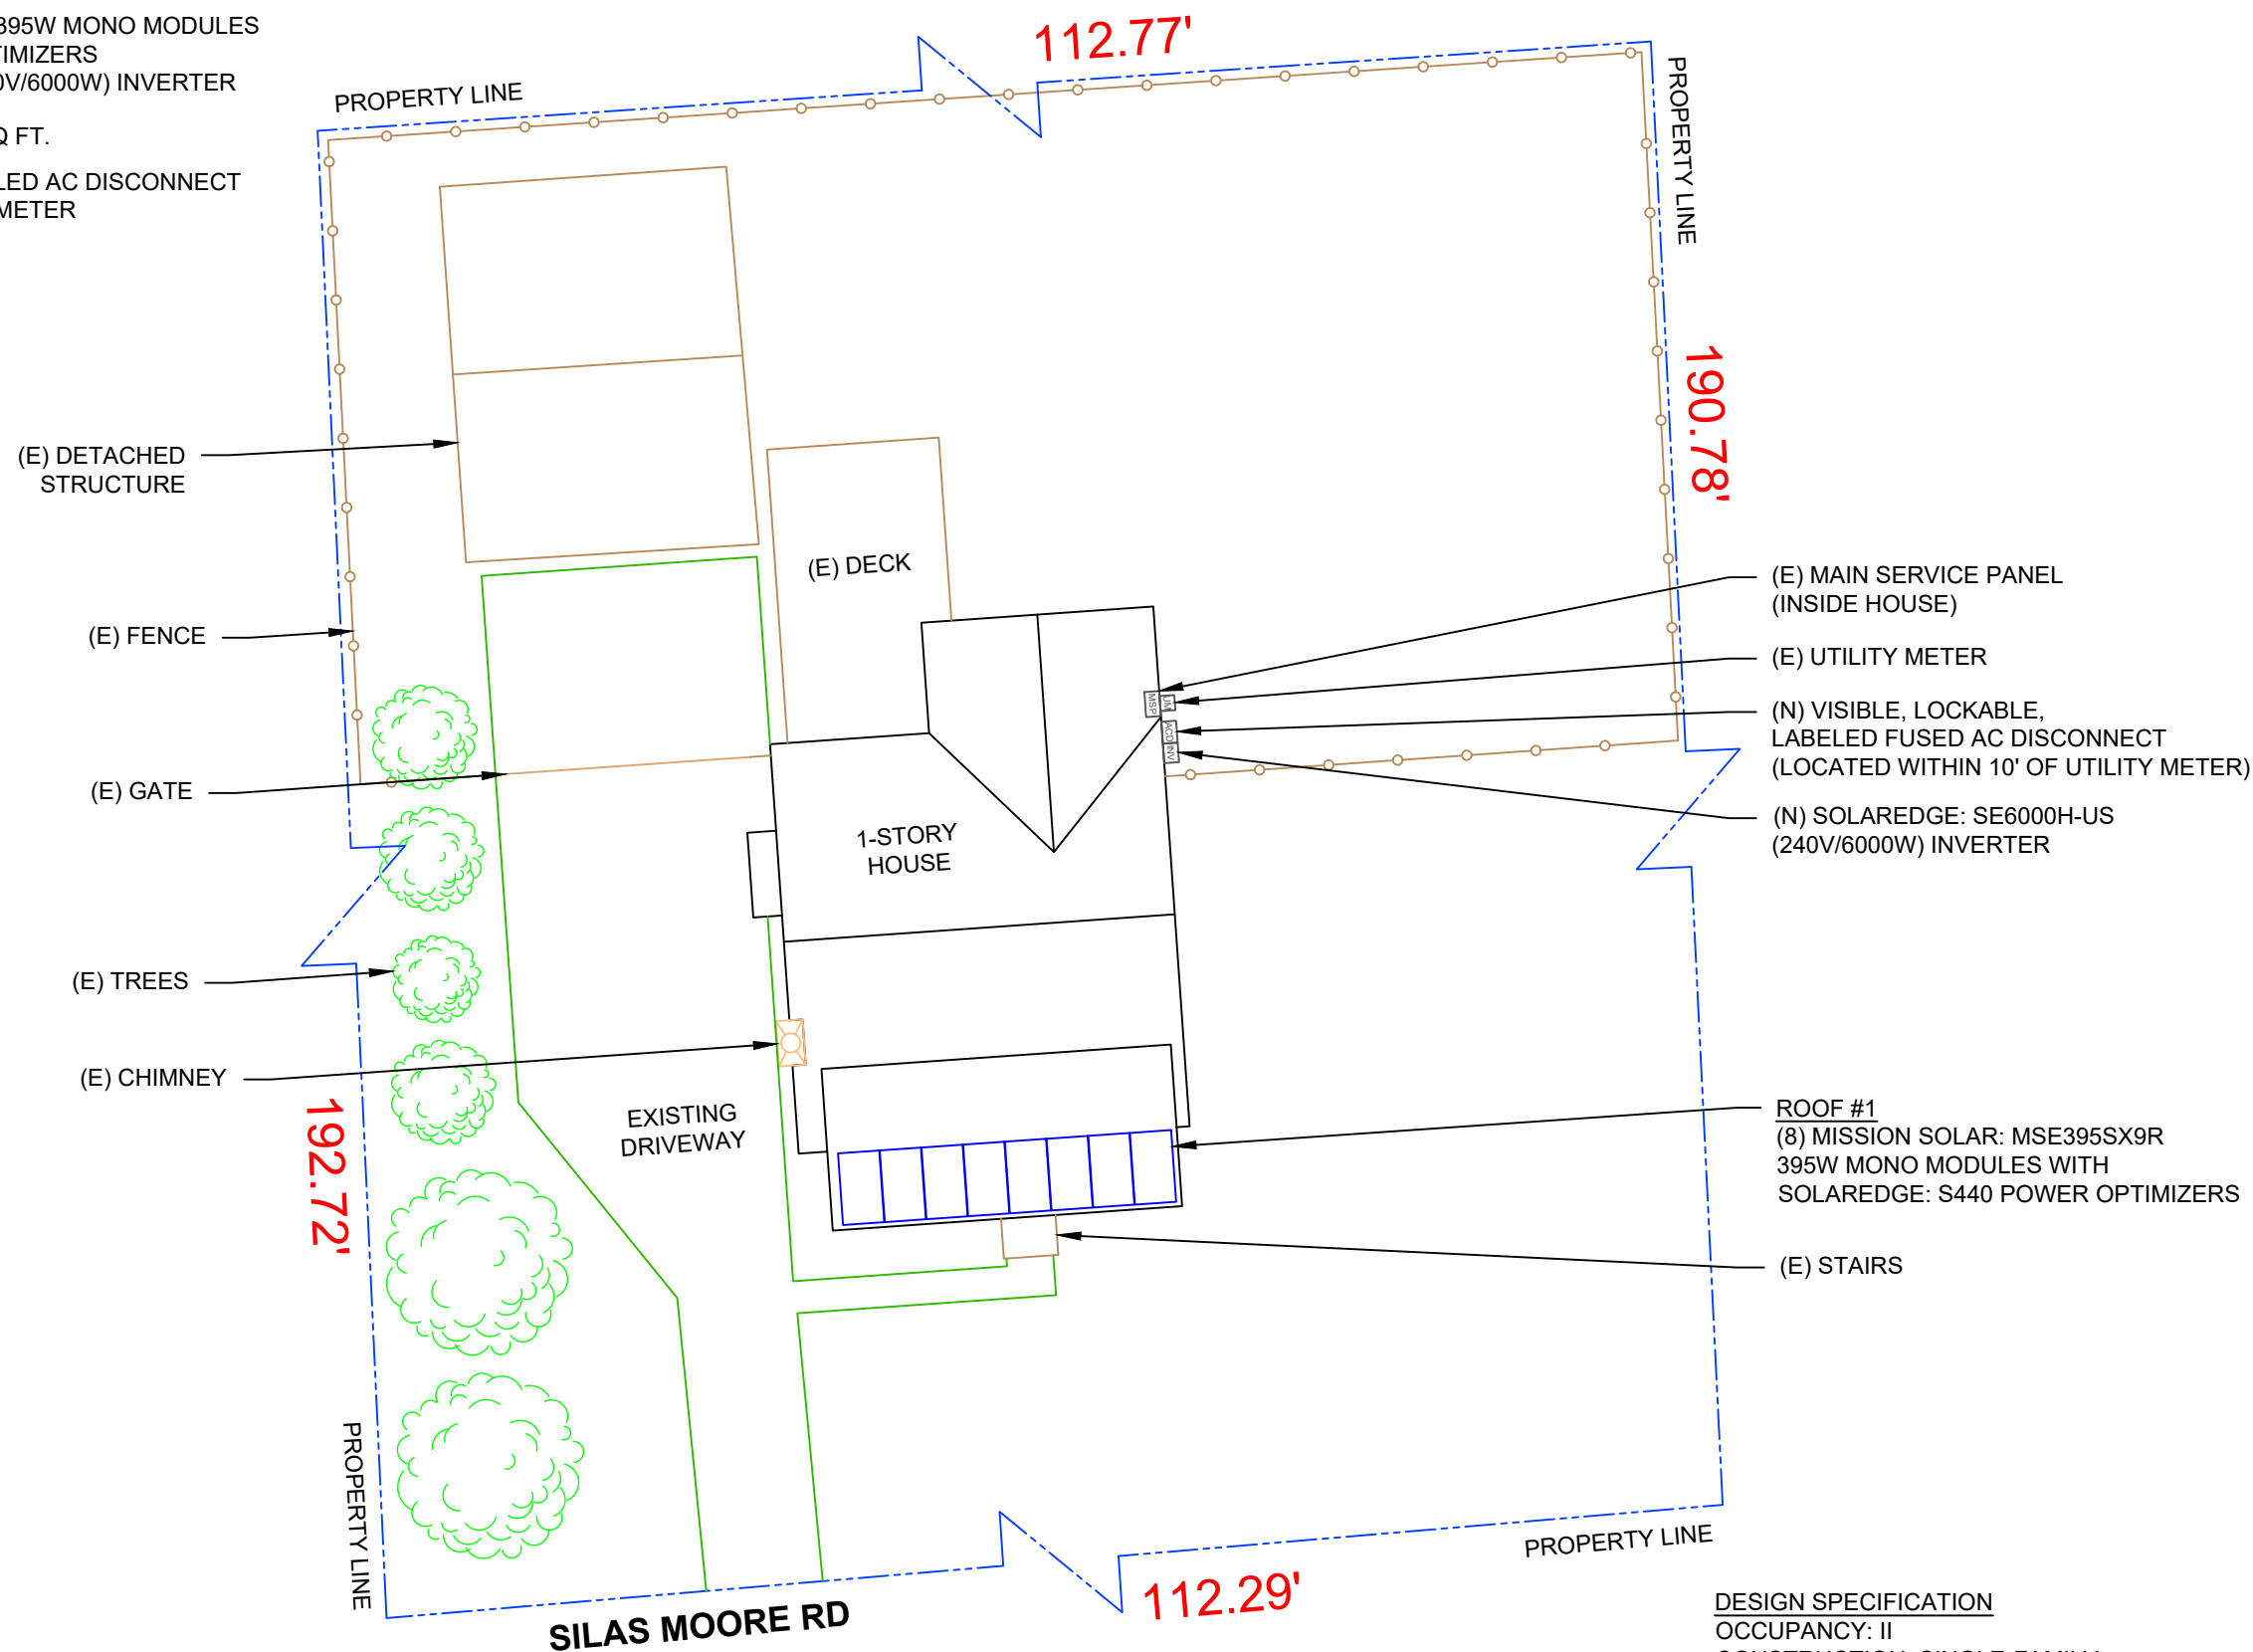 395W MONO MODULES
TIMIZERS
0V/6000W) INVERTER
Q FT.
LED AC DISCONNECT
METER
112.77'
PROPERTY LINE
PROPERTY LINE
190.78'
(E) DETACHED
STRUCTURE
(E) DECK
(E) FENCE
(E) GATE
(E) TREES
(E) CHIMNEY
192.72'
PROPERTY LINE
1-STORY
HOUSE
EXISTING
DRIVEWAY
MSP
UM
ACD
INV
(E) MAIN SERVICE PANEL
(INSIDE HOUSE)
(E) UTILITY METER
(N) VISIBLE, LOCKABLE,
LABELED FUSED AC DISCONNECT
(LOCATED WITHIN 10' OF UTILITY METER)
(N) SOLAREDGE: SE6000H-US
(240V/6000W) INVERTER
ROOF #1
(8) MISSION SOLAR: MSE395SX9R
395W MONO MODULES WITH
SOLAREDGE: S440 POWER OPTIMIZERS
(E) STAIRS
PROPERTY LINE
112.29'
SILAS MOORE RD
DESIGN SPECIFICATION
OCCUPANCY: II
CONSTRUCTION: SINGLE-FAMILY